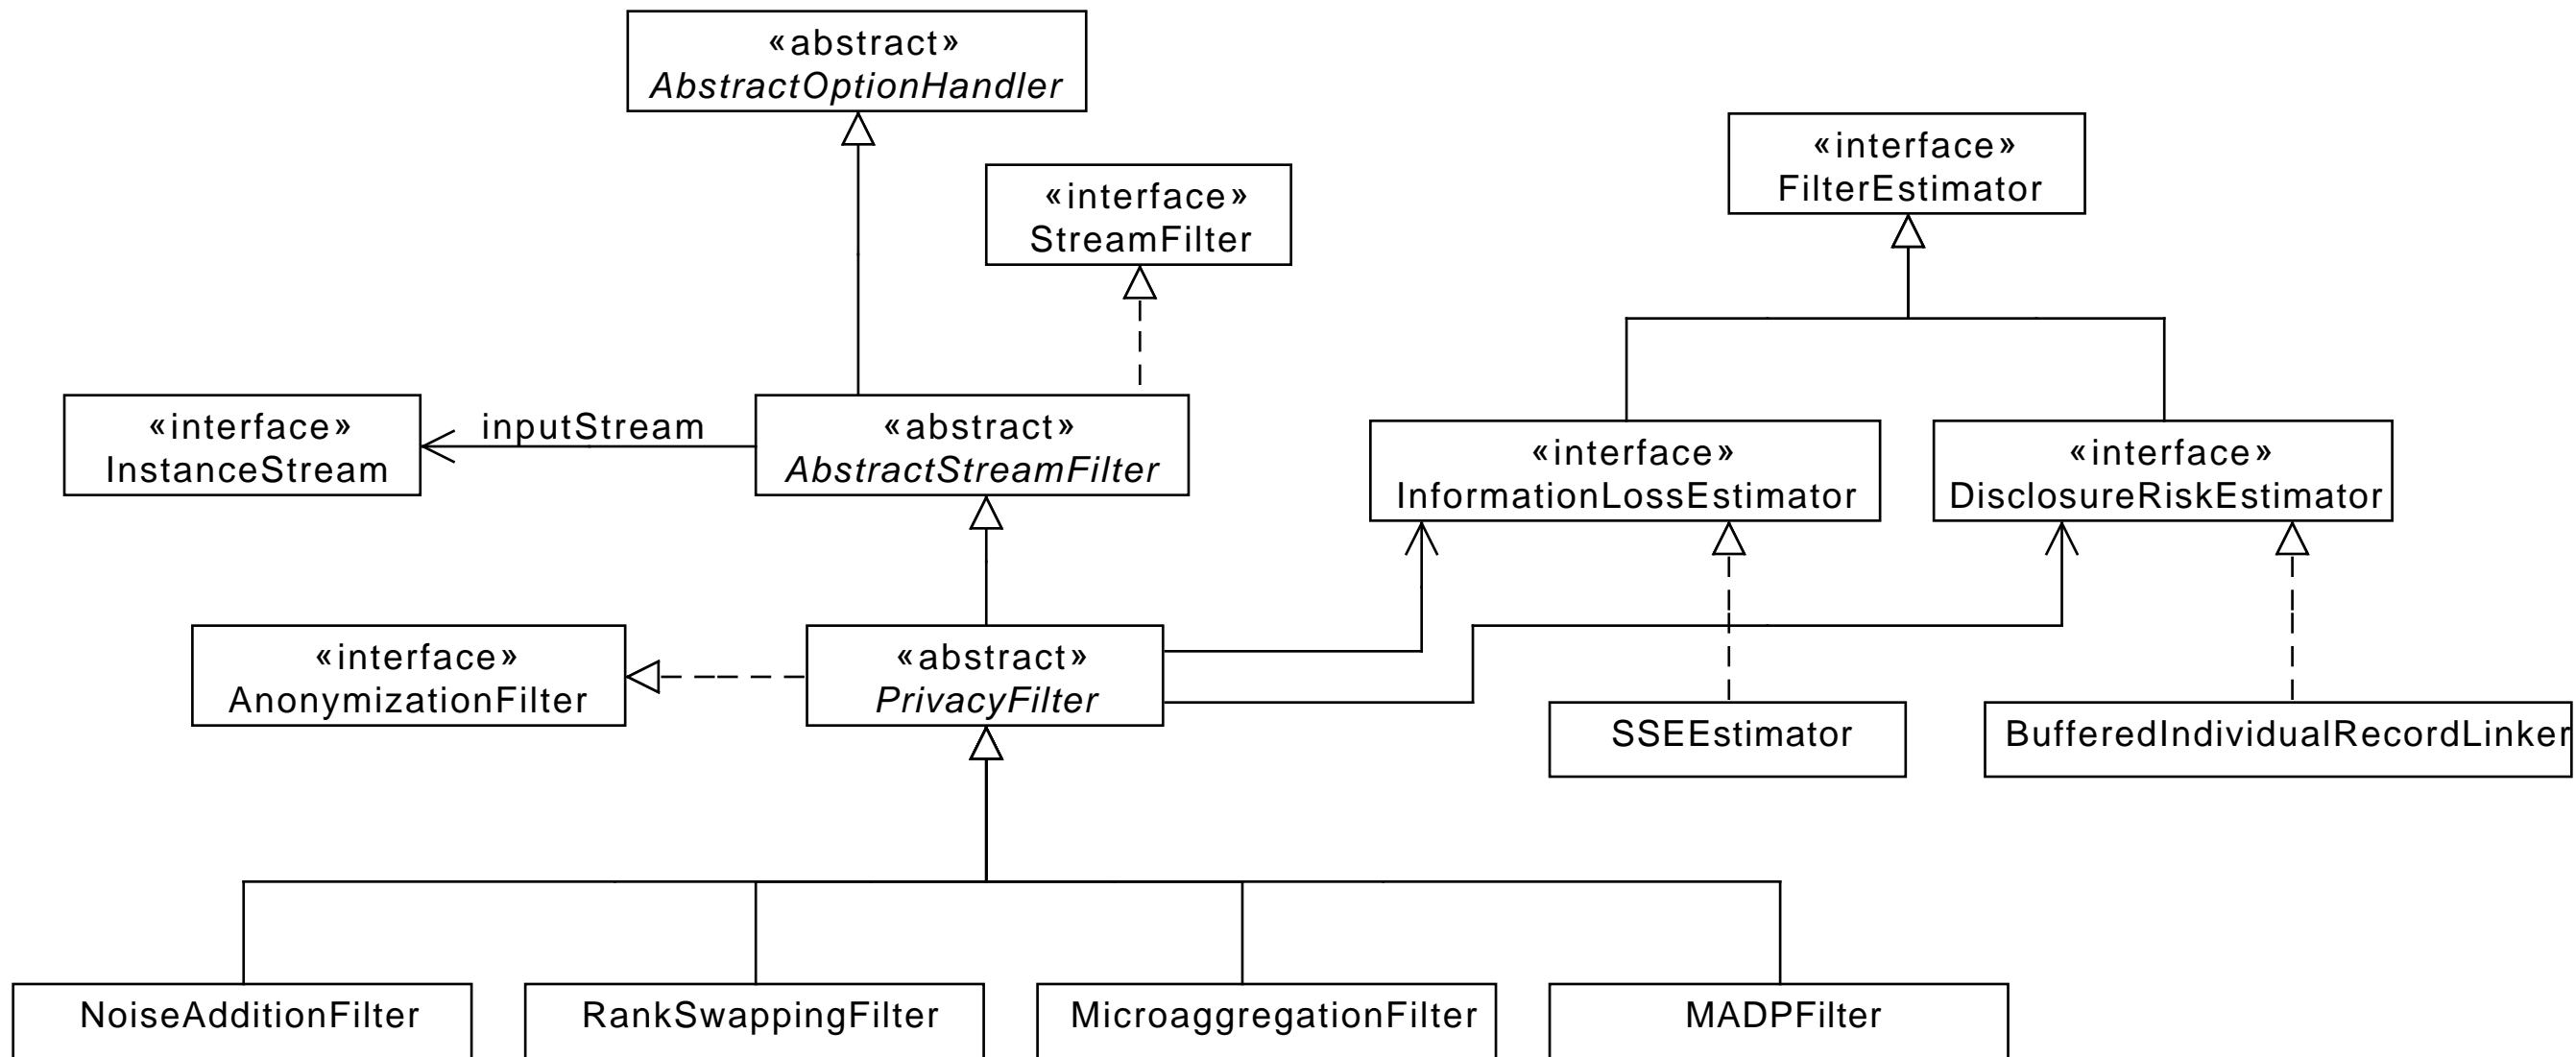 «abstract»
AbstractOptionHandler
«interface»
FilterEstimator
«interface»
StreamFilter
«interface»
InstanceStream
inputStream
«abstract»
AbstractStreamFilter
«interface»
InformationLossEstimator
«interface»
DisclosureRiskEstimator
«interface»
AnonymizationFilter
«abstract»
PrivacyFilter
SSEEstimator
BufferedIndividualRecordLinker
NoiseAdditionFilter
RankSwappingFilter
MicroaggregationFilter
MADPFilter